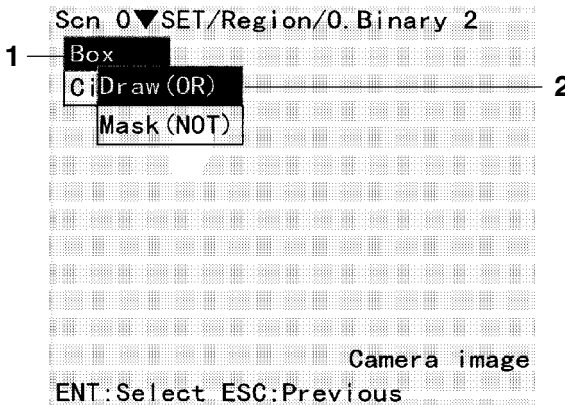 Scn 0▼SET/Region/0.Binary 2
1
Box
Ci
Draw(OR)
2
Mask(NOT)
Camera image
ENT:Select ESC:Previous